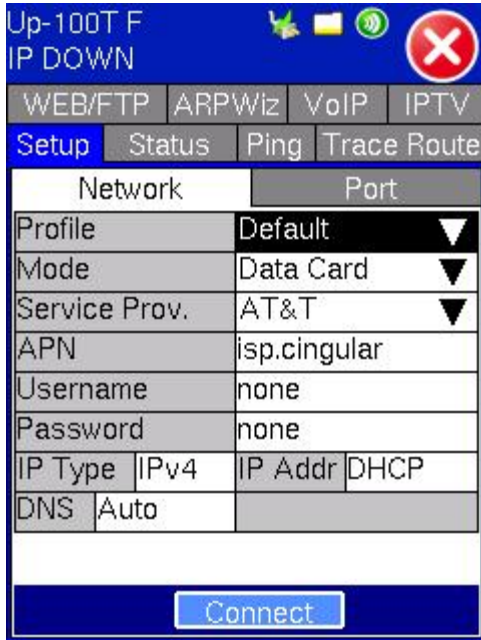 Up-100T F
IP DOWN
WEB/FTP ARPWiz VoIP IPTV
Setup Status Ping Trace Route
Network Port
Profile Default
Mode Data Card
Service Prov. AT&T
APN isp.cingular
Username none
Password none
IP Type IPv4 IP Addr DHCP
DNS Auto
Connect